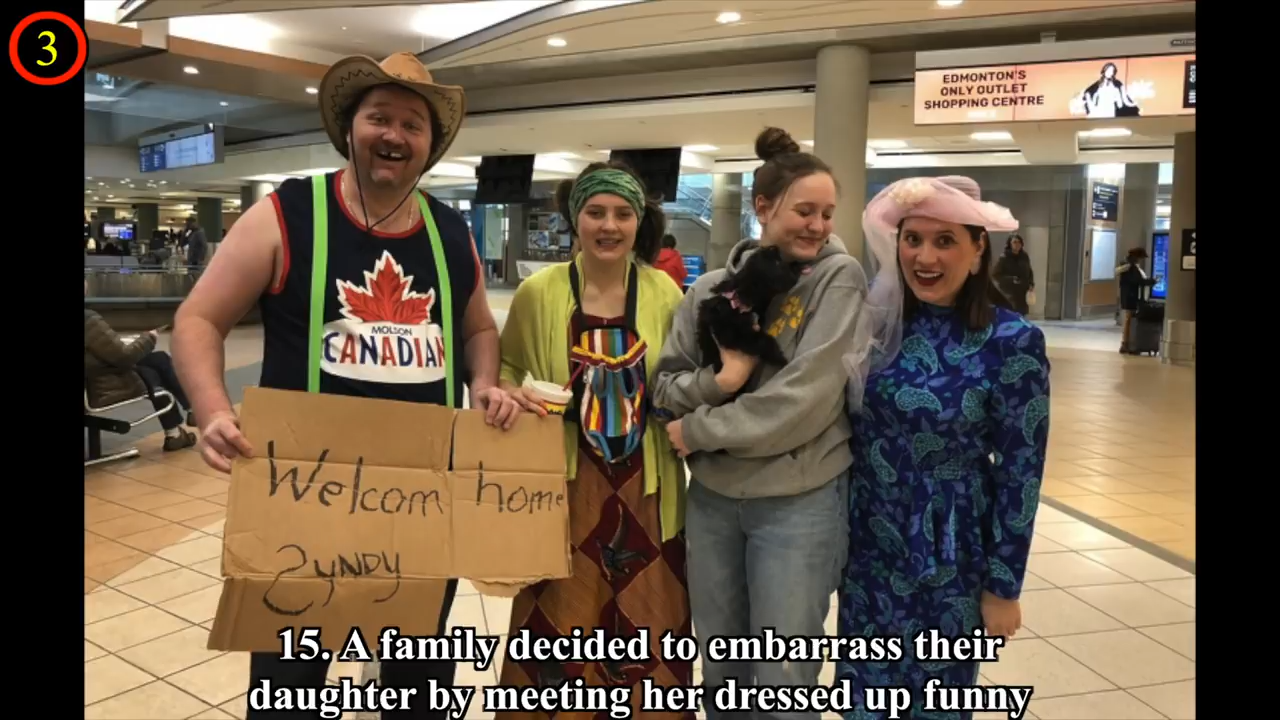 3
EDMONTON'S
ONLY OUTLET
SHOPPING CENTRE
MOLSON
CANADIAN
Welcom home
Zyndy
15. A family decided to embarrass their
daughter by meeting her dressed up funny